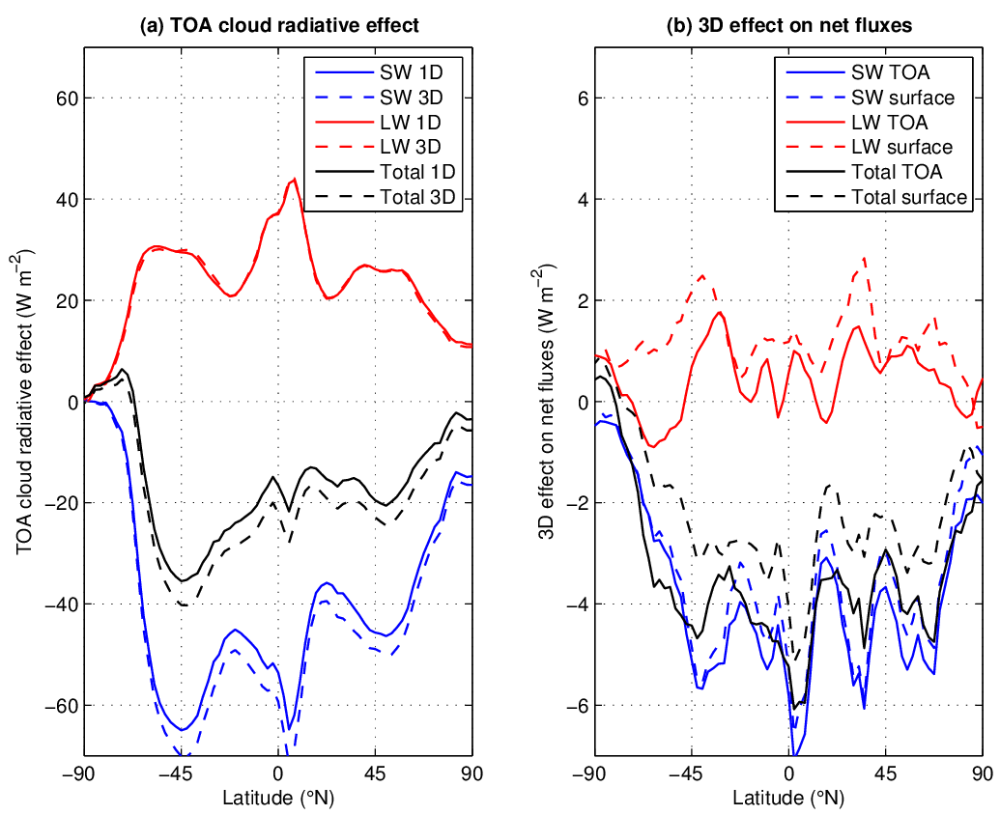 (a) TOA cloud radiative effect
TOA cloud radiative effect (W m−2)
60
40
20
0
−20
−40
−60
SW 1D
SW 3D
LW 1D
LW 3D
Total 1D
Total 3D
−90
−45
0
45
90
Latitude (°N)
(b) 3D effect on net fluxes
3D effect on net fluxes (W m−2)
6
4
2
0
−2
−4
−6
SW TOA
SW surface
LW TOA
LW surface
Total TOA
Total surface
−90
−45
0
45
90
Latitude (°N)